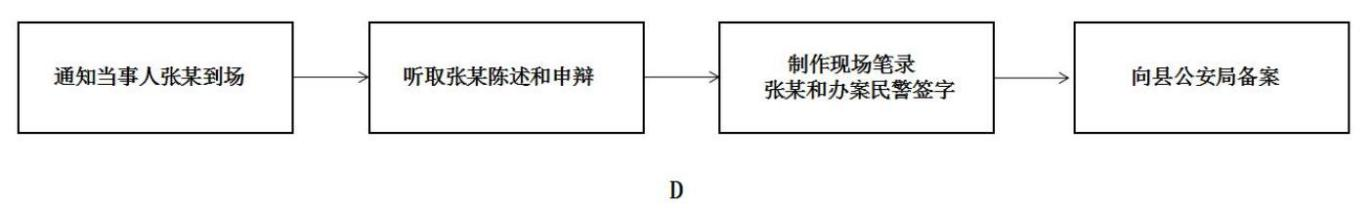 通知当事人张某到场
听取张某陈述和申辩
制作现场笔录
张某和办案民警签字
向县公安局备案
D